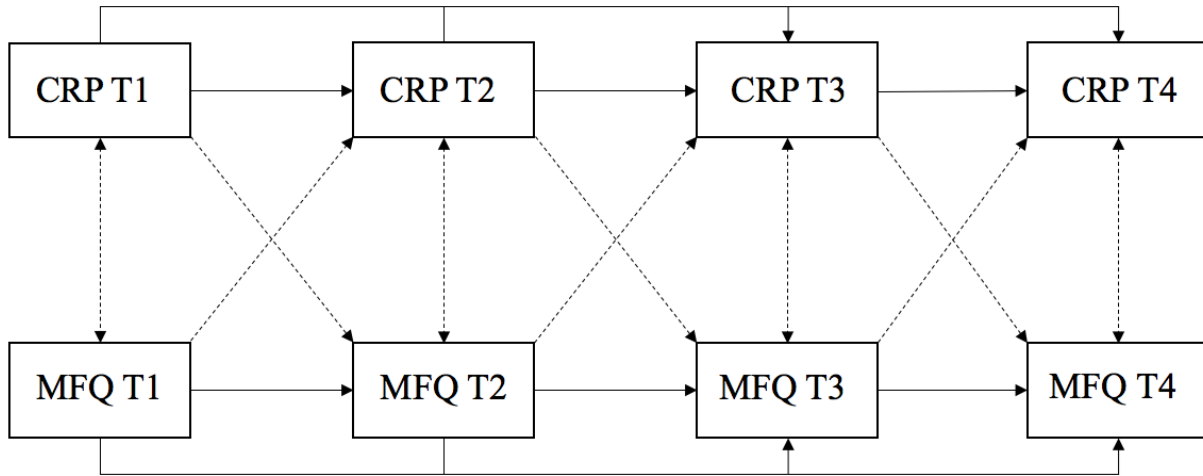 CRP T1
CRP T2
CRP T3
CRP T4
MFQ T1
MFQ T2
MFQ T3
MFQ T4